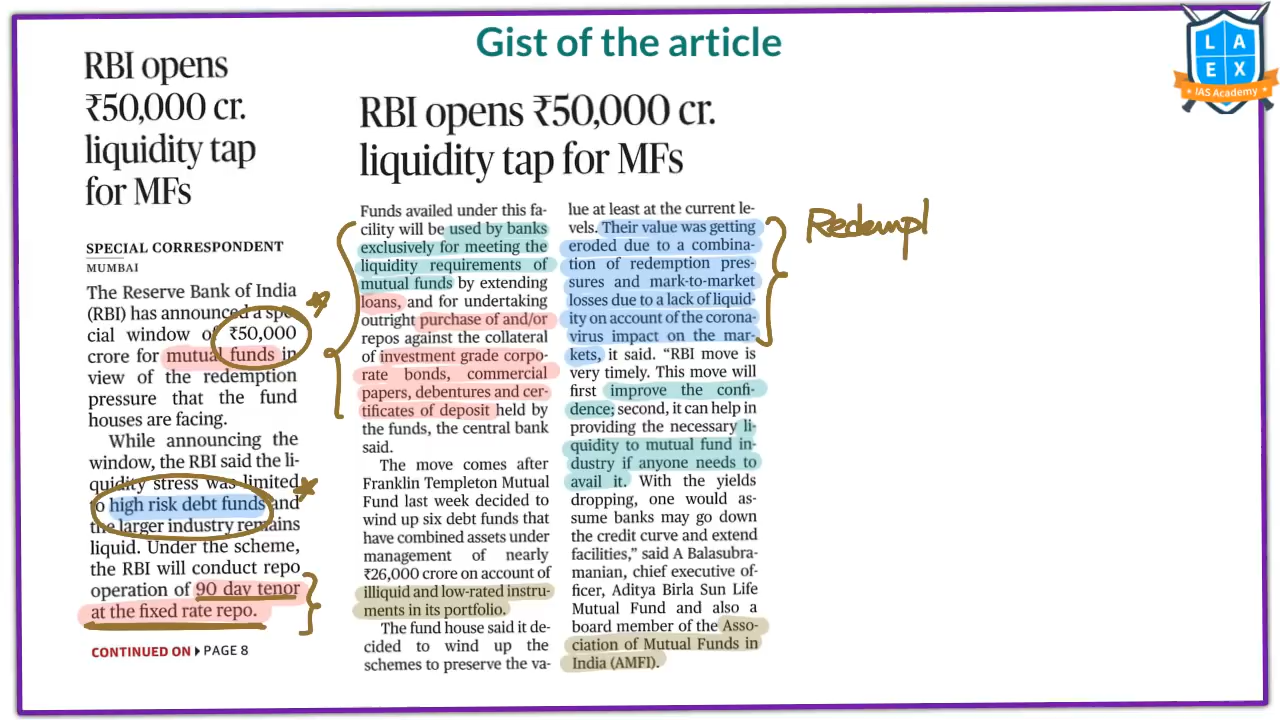 Gist of the article
L A
E X
IAS Academy
RBI opens
₹50,000 cr.
liquidity tap
for MFs
SPECIAL CORRESPONDENT
MUMBAI
The Reserve Bank of India
(RBI) has announced a spe-
cial window of ₹50,000
crore for mutual funds in
view of the redemption
pressure that the fund
houses are facing.
While announcing the
window, the RBI said the li-
quidity stress was limited
to high risk debt funds and
the larger industry remains
liquid. Under the scheme,
the RBI will conduct repo
operation of 90 day tenor
at the fixed rate repo.
CONTINUED ON PAGE 8
RBI opens ₹50,000 cr.
liquidity tap for MFs
Funds availed under this fa-
cility will be used by banks
exclusively for meeting the
liquidity requirements of
mutual funds by extending
loans, and for undertaking
outright purchase of and/or
repos against the collateral
of investment grade corpo-
rate bonds, commercial
papers, debentures and cer-
tificates of deposit held by
the funds, the central bank
said.
The move comes after
Franklin Templeton Mutual
Fund last week decided to
wind up six debt funds that
have combined assets under
management of nearly
₹26,000 crore on account of
illiquid and low-rated instru-
ments in its portfolio.
The fund house said it de-
cided to wind up the
schemes to preserve the va-
lue at least at the current le-
vels. Their value was getting
eroded due to a combina-
tion of redemption pres-
sures and mark-to-market
losses due to a lack of liquid-
ity on account of the corona-
virus impact on the mar-
kets, it said. “RBI move is
very timely. This move will
first improve the confi-
dence; second, it can help in
providing the necessary li-
quidity to mutual fund in-
dustry if anyone needs to
avail it. With the yields
dropping, one would as-
sume banks may go down
the credit curve and extend
facilities,” said A Balasubra-
manian, chief executive of-
ficer, Aditya Birla Sun Life
Mutual Fund and also a
board member of the Asso-
ciation of Mutual Funds in
India (AMFI).
Redempl